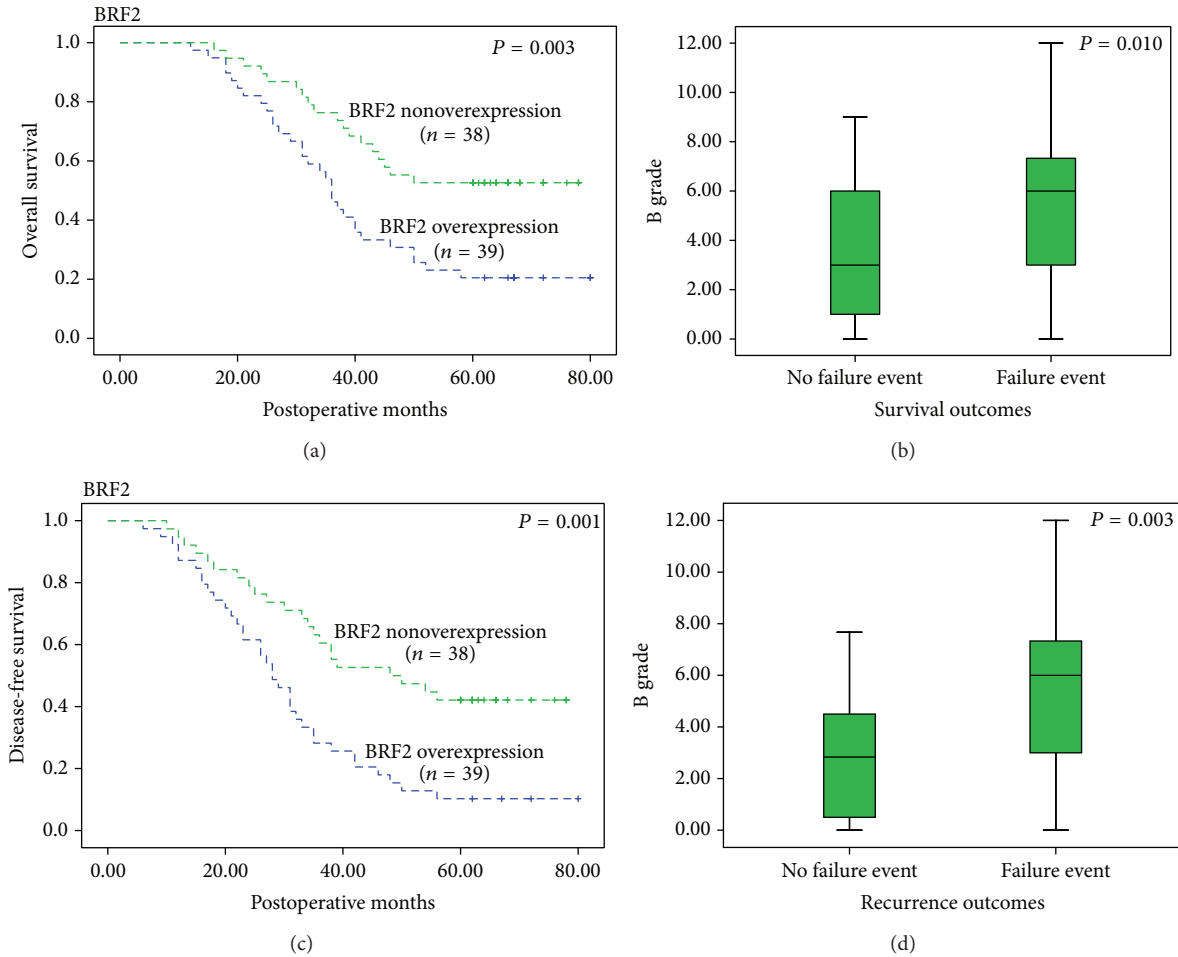 BRF2
P = 0.003
1.0
0.8
0.6
0.4
0.2
0.0
Overall survival
BRF2 nonoverexpression
(n = 38)
BRF2 overexpression
(n = 39)
0.00 20.00 40.00 60.00 80.00
Postoperative months
(a)
P = 0.010
12.00
10.00
8.00
6.00
4.00
2.00
0.00
B grade
No failure event Failure event
Survival outcomes
(b)
BRF2
P = 0.001
1.0
0.8
0.6
0.4
0.2
0.0
Disease-free survival
BRF2 nonoverexpression
(n = 38)
BRF2 overexpression
(n = 39)
0.00 20.00 40.00 60.00 80.00
Postoperative months
(c)
P = 0.003
12.00
10.00
8.00
6.00
4.00
2.00
0.00
B grade
No failure event Failure event
Recurrence outcomes
(d)